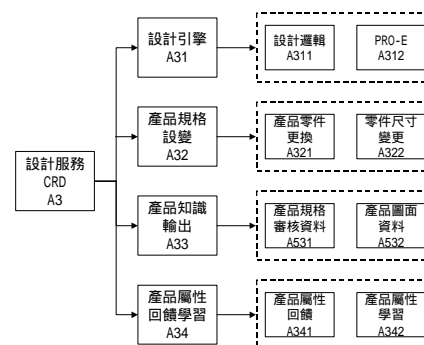 設計服務
CRD
A3
設計引擎
A31
設計邏輯
A311
PRO-E
A312
產品規格
設變
A32
產品零件
更換
A321
零件尺寸
變更
A322
產品知識
輸出
A33
產品規格
審核資料
A531
產品圖面
資料
A532
產品屬性
回饋學習
A34
產品屬性
回饋
A341
產品屬性
學習
A342